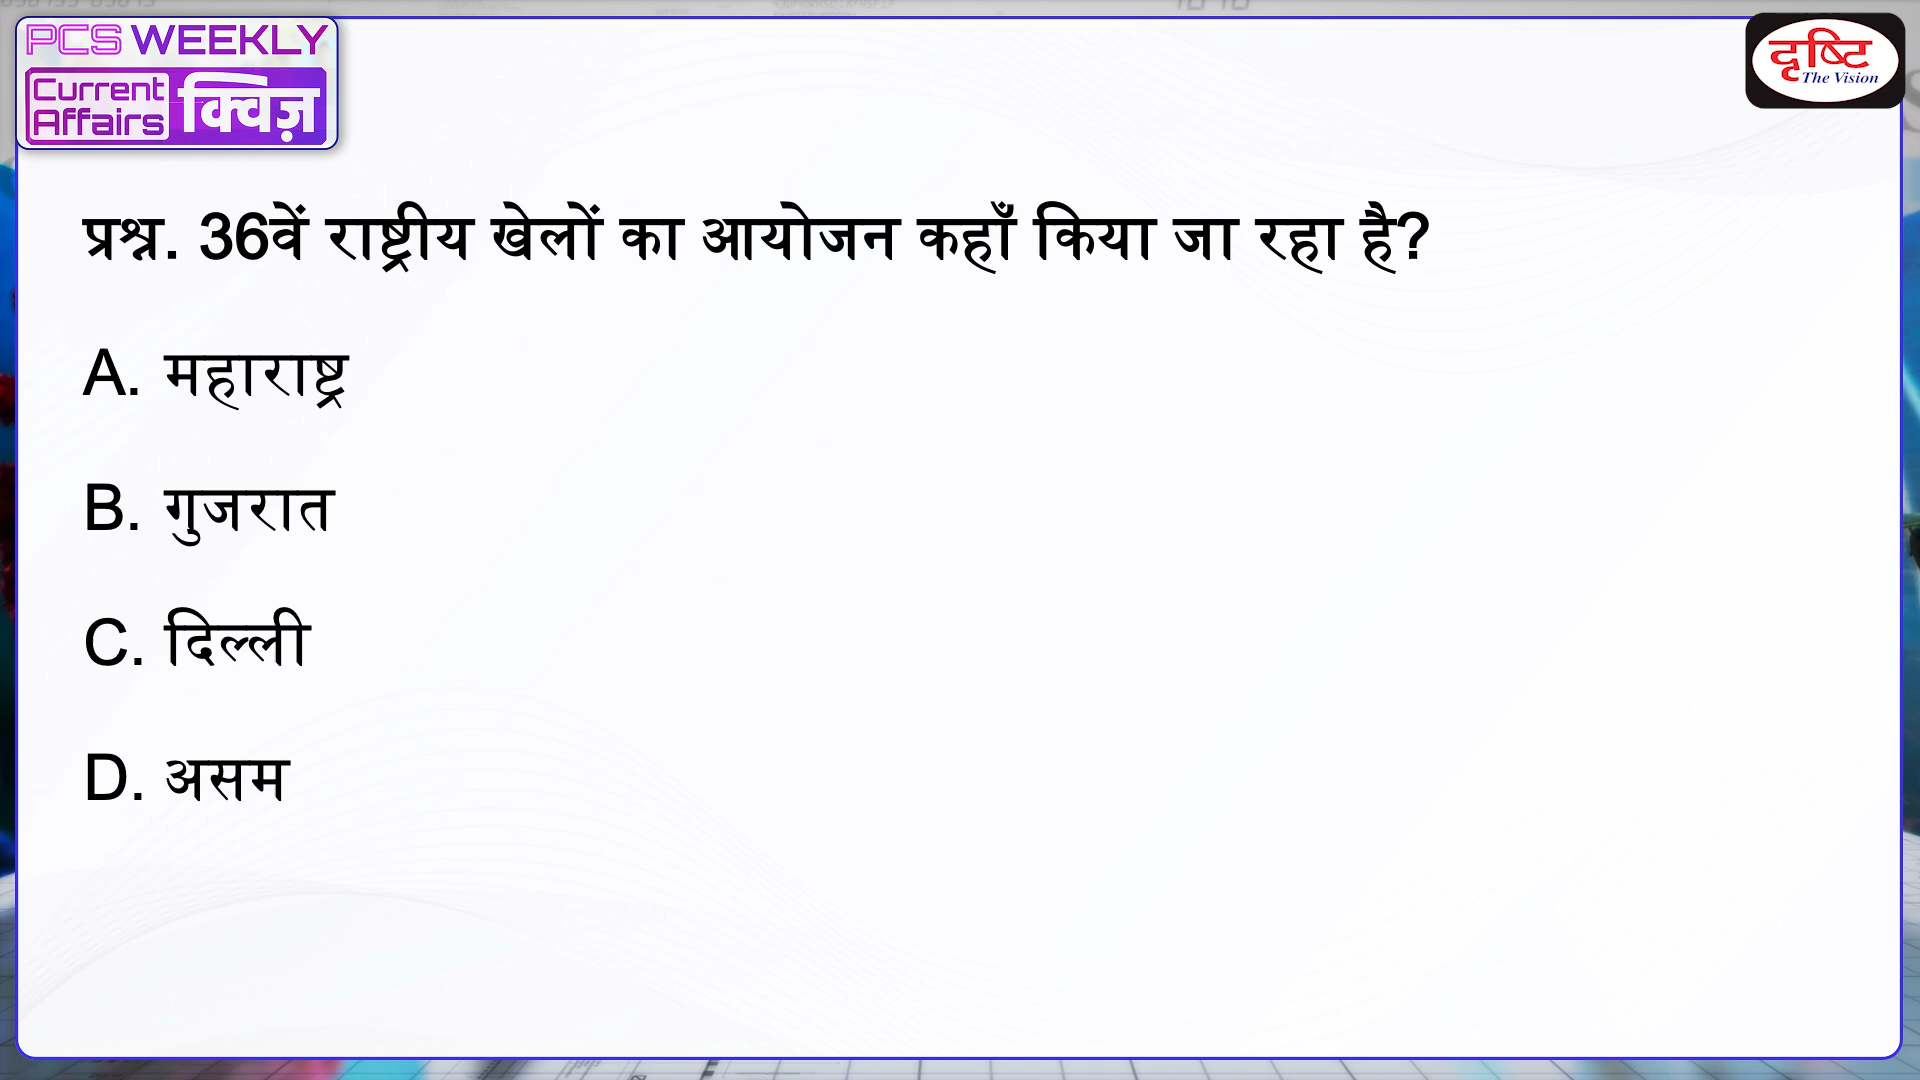 PCS WEEKLY
Current Affairs क्विज़
दृष्टि
The Vision
प्रश्न. 36वें राष्ट्रीय खेलों का आयोजन कहाँ किया जा रहा है?
A. महाराष्ट्र
B. गुजरात
C. दिल्ली
D. असम